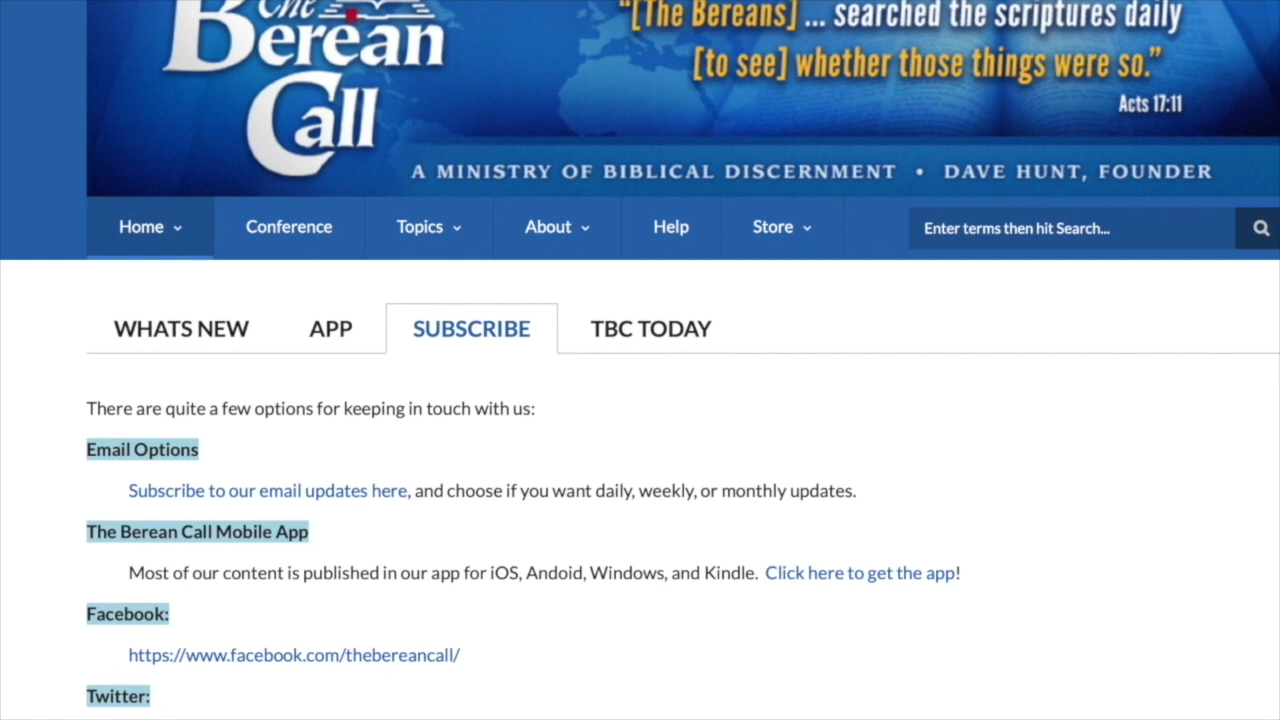 The
Berean
Call
"[The Bereans] ... searched the scriptures daily
[to see] whether those things were so."
Acts 17:11
A MINISTRY OF BIBLICAL DISCERNMENT • DAVE HUNT, FOUNDER
Home Conference Topics About Help Store Enter terms then hit Search...
WHATS NEW APP SUBSCRIBE TBC TODAY
There are quite a few options for keeping in touch with us:
Email Options
Subscribe to our email updates here, and choose if you want daily, weekly, or monthly updates.
The Berean Call Mobile App
Most of our content is published in our app for iOS, Andoid, Windows, and Kindle. Click here to get the app!
Facebook:
https://www.facebook.com/thebereancall/
Twitter: